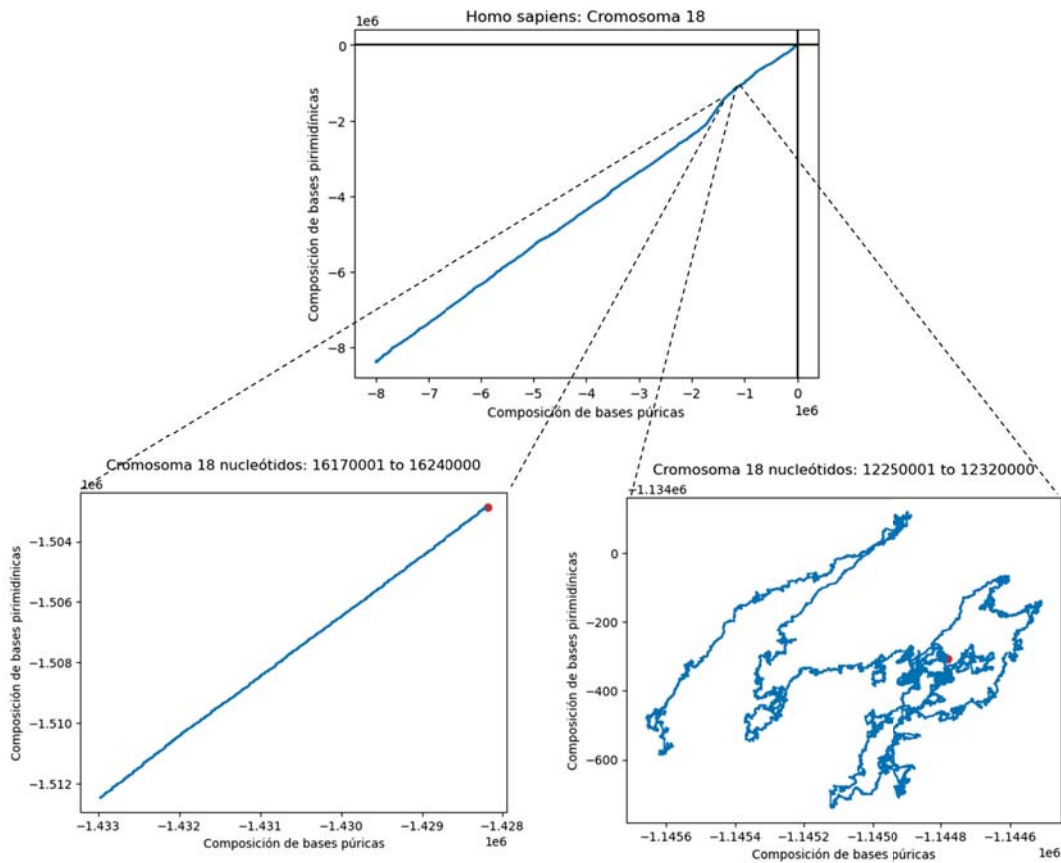 Homo sapiens: Cromosoma 18
1e6
0
−2
−4
−6
−8
Composición de bases pirimidínicas
−8 −7 −6 −5 −4 −3 −2 −1 0
Composición de bases púricas
1e6
Cromosoma 18 nucleótidos: 16170001 to 16240000
1e6
−1.504
−1.506
−1.508
−1.510
−1.512
Composición de bases pirimidínicas
−1.433 −1.432 −1.431 −1.430 −1.429 −1.428
Composición de bases púricas
1e6
Cromosoma 18 nucleótidos: 12250001 to 12320000
−1.134e6
0
−200
−400
−600
Composición de bases pirimidínicas
−1.1456 −1.1454 −1.1452 −1.1450 −1.1448 −1.1446
1e6
Composición de bases púricas